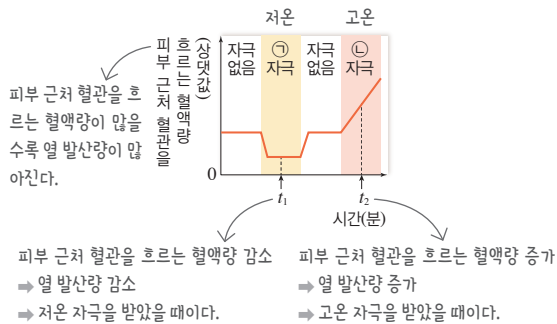 저온
고온
피부 근처 혈관을
흐르는 혈액량
(상댓값)
자극
없음
㉠
자극
자극
없음
㉡
자극
피부 근처 혈관을 흐
르는 혈액량이 많을
수록 열 발산량이 많
아진다.
0
t₁
t₂
시간(분)
피부 근처 혈관을 흐르는 혈액량 감소
➡ 열 발산량 감소
➡ 저온 자극을 받았을 때이다.
피부 근처 혈관을 흐르는 혈액량 증가
➡ 열 발산량 증가
➡ 고온 자극을 받았을 때이다.